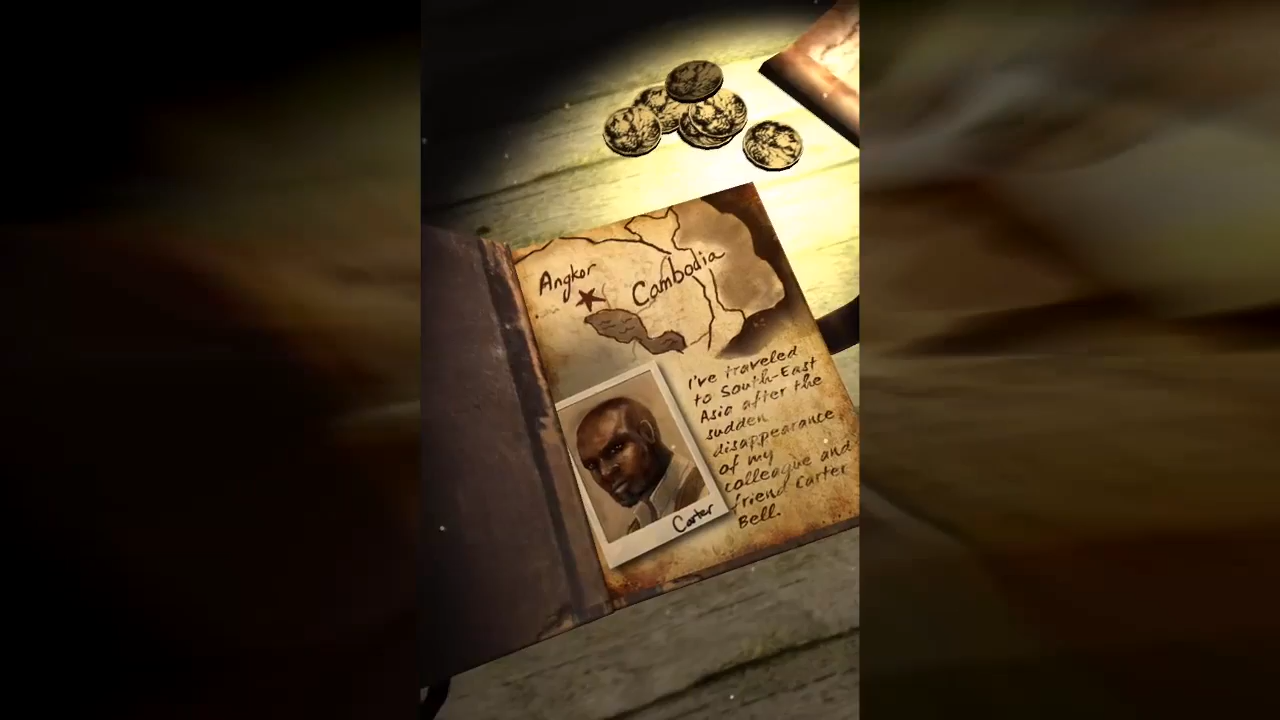 Angkor
Cambodia
I've traveled
to South-East
Asia after the
sudden
disappearance
of my
colleague and
friend Carter
Bell.
Carter